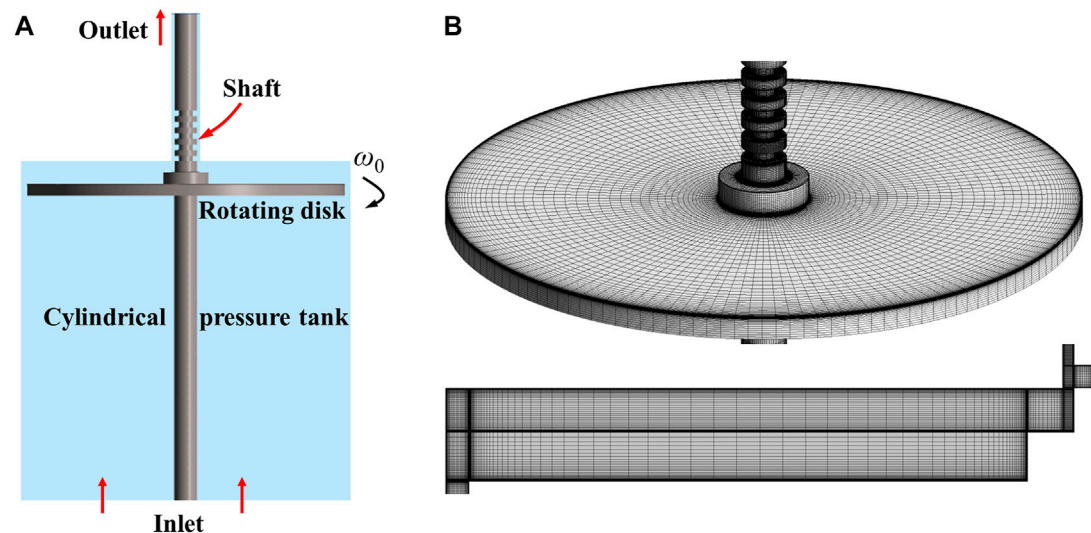 A
Outlet
Shaft
ω₀
Rotating disk
Cylindrical pressure tank
Inlet
B